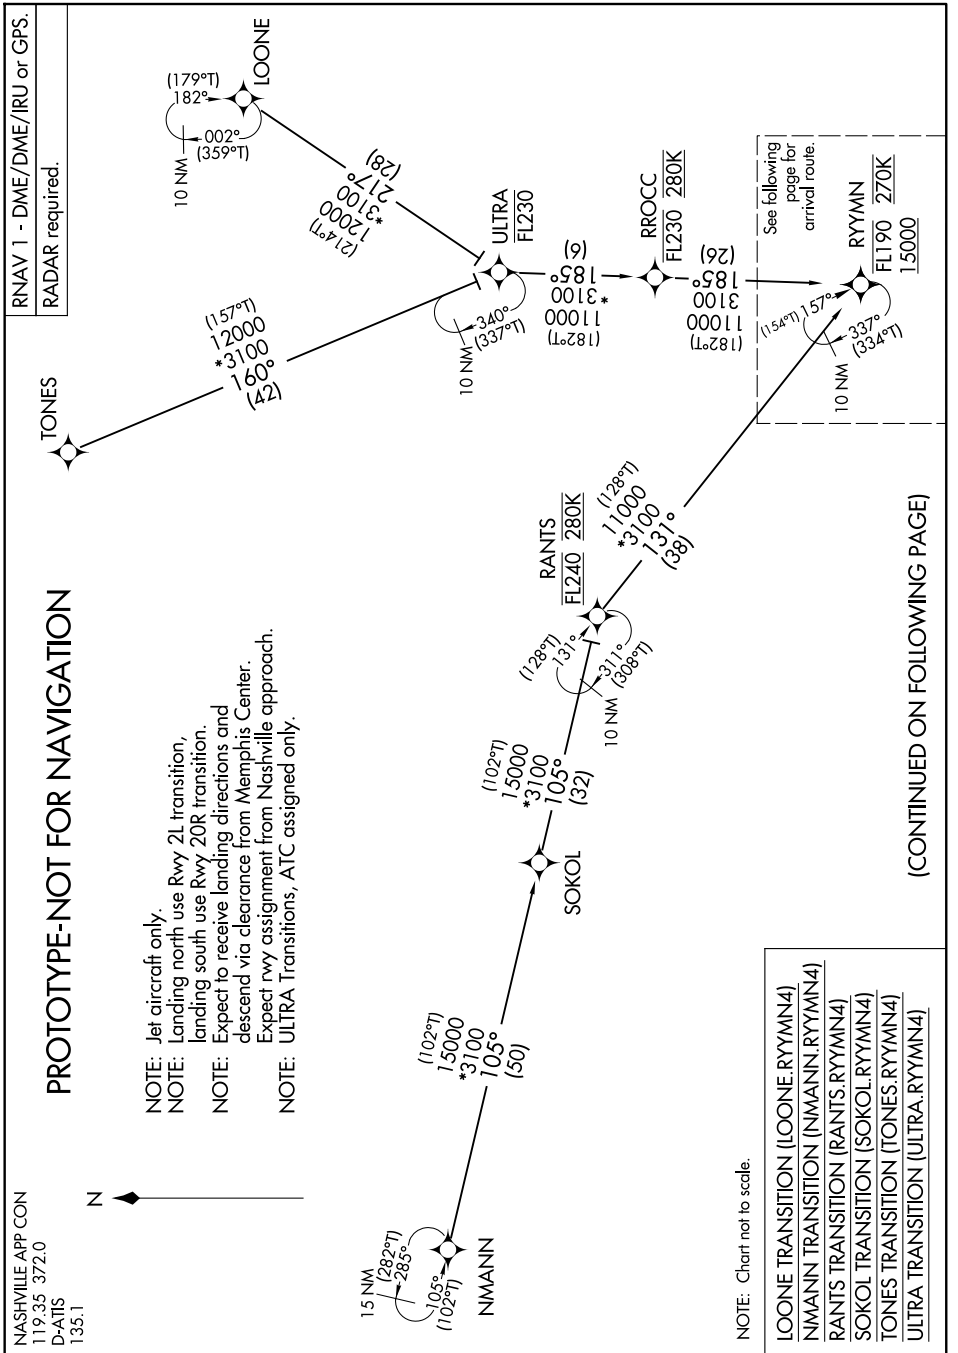 NASHVILLE APP CON
119.35 372.0
D-ATIS
135.1
RNAV 1 - DME/DME/IRU or GPS.
RADAR required.
PROTOTYPE-NOT FOR NAVIGATION
N
NOTE: Jet aircraft only.
NOTE: Landing north use Rwy 2L transition,
landing south use Rwy 20R transition.
NOTE: Expect to receive landing directions and
descend via clearance from Memphis Center.
Expect rwy assignment from Nashville approach.
NOTE: ULTRA Transitions, ATC assigned only.
TONES
(157°T)
12000
*3100
160°
(42)
LOONE
(179°T)
182°
002°
(359°T)
10 NM
(28)
217°
*3100
12000
(214°T)
ULTRA
FL230
340°
(337°T)
10 NM
(6)
185°
*3100
11000
(182°T)
RROCC
FL230 280K
(26)
185°
3100
11000
(182°T)
See following
page for
arrival route.
RYYMN
FL190 270K
15000
(154°T) 157°
337°
(334°T)
10 NM
RANTS
FL240 280K
(128°T)
11000
*3100
131°
(38)
(128°T)
131°
311°
(308°T)
10 NM
(102°T)
15000
*3100
105°
(32)
SOKOL
(102°T)
15000
*3100
105°
(50)
15 NM
(282°T)
285°
105°
(102°T)
NMANN
(CONTINUED ON FOLLOWING PAGE)
NOTE: Chart not to scale.
LOONE TRANSITION (LOONE.RYYMN4)
NMANN TRANSITION (NMANN.RYYMN4)
RANTS TRANSITION (RANTS.RYYMN4)
SOKOL TRANSITION (SOKOL.RYYMN4)
TONES TRANSITION (TONES.RYYMN4)
ULTRA TRANSITION (ULTRA.RYYMN4)